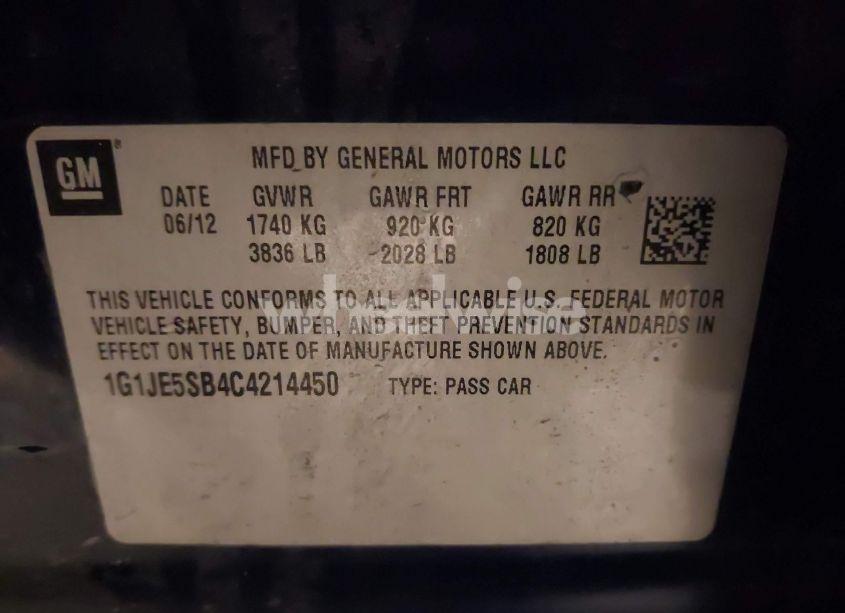 GM
MFD BY GENERAL MOTORS LLC
DATE GVWR GAWR FRT GAWR RR
06/12 1740 KG 920 KG 820 KG
3836 LB 2028 LB 1808 LB
THIS VEHICLE CONFORMS TO ALL APPLICABLE U.S. FEDERAL MOTOR
VEHICLE SAFETY, BUMPER, AND THEFT PREVENTION STANDARDS IN
EFFECT ON THE DATE OF MANUFACTURE SHOWN ABOVE.
1G1JE5SB4C4214450 TYPE: PASS CAR